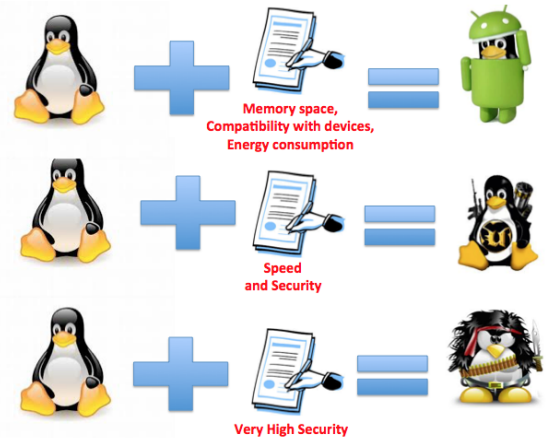 Memory space,
Compatibility with devices,
Energy consumption
Speed
and Security
Very High Security